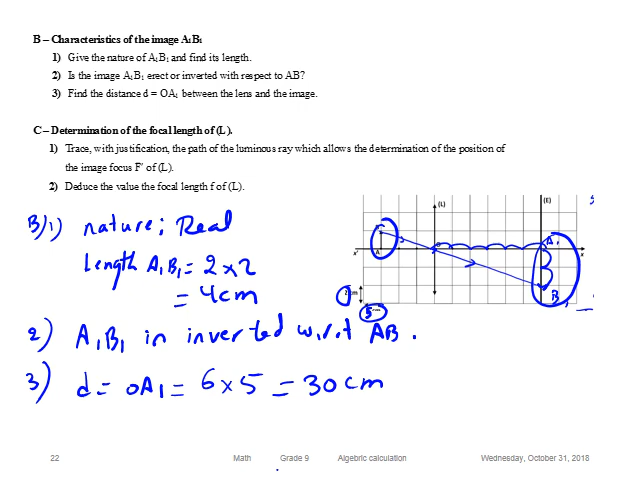 B – Characteristics of the image A₁B₁
1) Give the nature of A₁B₁ and find its length.
2) Is the image A₁B₁ erect or inverted with respect to AB?
3) Find the distance d = OA₁ between the lens and the image.
C – Determination of the focal length of (L).
1) Trace, with justification, the path of the luminous ray which allows the determination of the position of
the image focus F' of (L).
2) Deduce the value the focal length f of (L).
B/1) nature; Real
Length A₁B₁ = 2 x 2
= 4cm
(L)
(E)
x'
A
A₁
x
B₁
5
2) A₁B₁ in inverted w.r.t AB.
3) d = OA₁ = 6 x 5 = 30 cm
22 Math Grade 9 Algebric calculation Wednesday, October 31, 2018